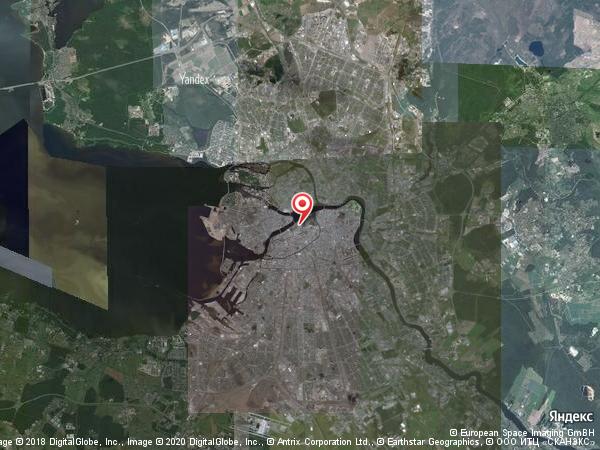 Yandex
Яндекс
© European Space Imaging GmBH
age © 2018 DigitalGlobe, Inc., Image © 2020 DigitalGlobe, Inc., © Antrix Corporation Ltd., © Earthstar Geographics, © ООО ИТЦ «СКАНЭКС»